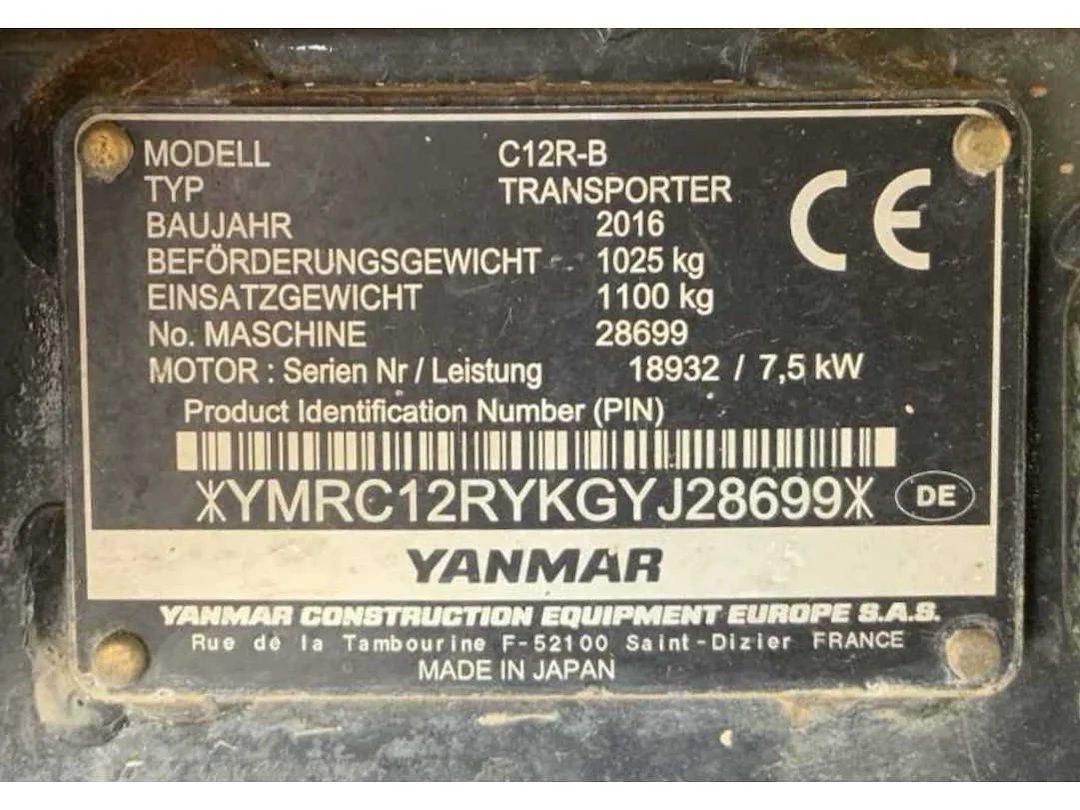 MODELL C12R-B
TYP TRANSPORTER
BAUJAHR 2016
BEFÖRDERUNGSGEWICHT 1025 kg
EINSATZGEWICHT 1100 kg
No. MASCHINE 28699
MOTOR : Serien Nr / Leistung 18932 / 7,5 kW
CE
Product Identification Number (PIN)
*YMRC12RYKGYJ28699*
DE
YANMAR
YANMAR CONSTRUCTION EQUIPMENT EUROPE S.A.S.
Rue de la Tambourine F-52100 Saint-Dizier FRANCE
MADE IN JAPAN